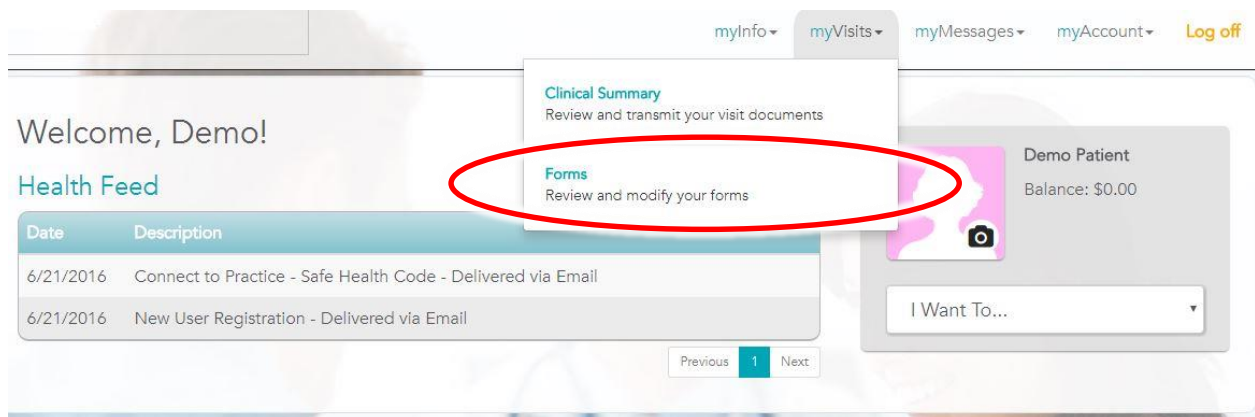 myInfo myVisits myMessages myAccount Log off
Clinical Summary
Review and transmit your visit documents
Forms
Review and modify your forms
Welcome, Demo!
Health Feed
Date Description
6/21/2016 Connect to Practice - Safe Health Code - Delivered via Email
6/21/2016 New User Registration - Delivered via Email
Previous 1 Next
Demo Patient
Balance: $0.00
I Want To...